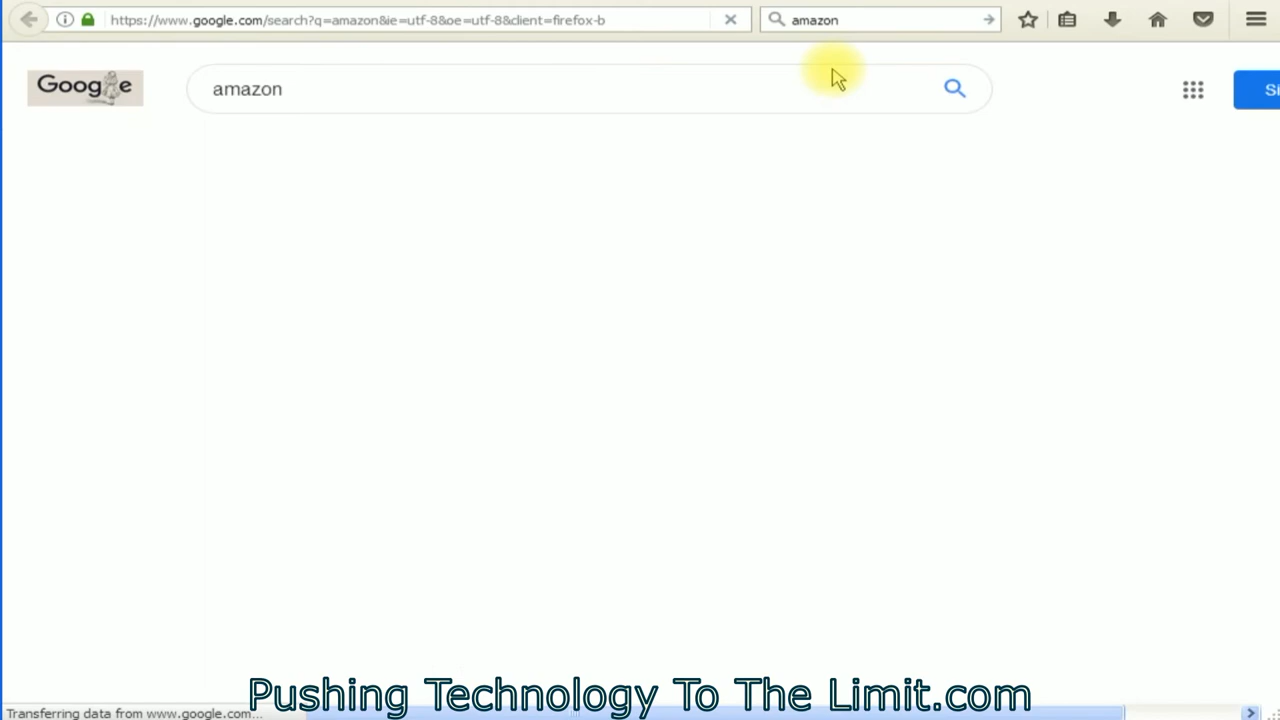 https://www.google.com/search?q=amazon&ie=utf-8&oe=utf-8&client=firefox-b
amazon
Google
amazon
Si
Pushing Technology To The Limit.com
Transferring data from www.google.com...